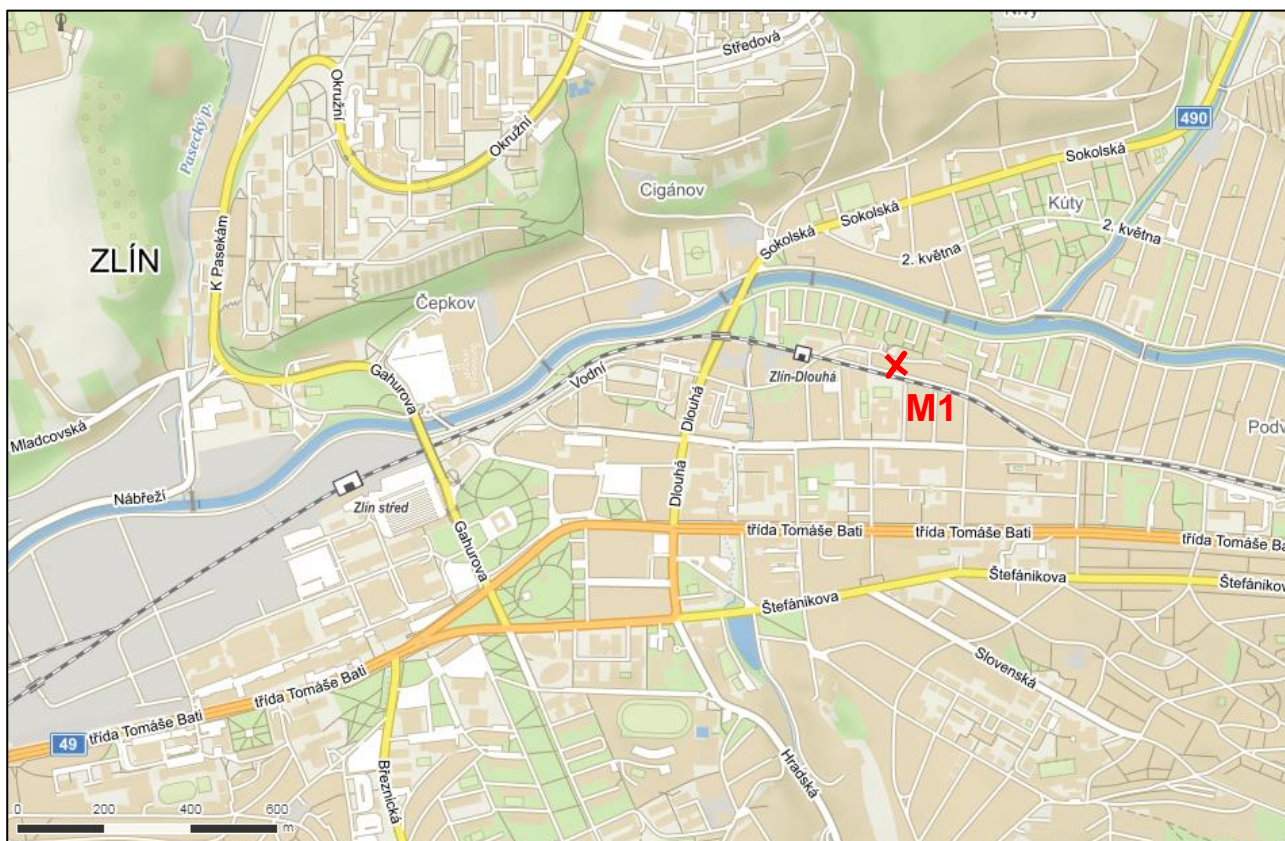 Nivy
Středová
Okružní
Okružní
Okružní
Pasecký p.
490
Sokolská
Cigánov
Kúty
Sokolská
Sokolská
2. května
2. května
ZLÍN
K Pasekám
Čepkov
Vodní
Zlín-Dlouhá
M1
Gahurova
Dlouhá
Dlouhá
Mladcovská
Podv
Nábřeží
Zlín střed
Gahurova
třída Tomáše Bati
třída Tomáše Bati
třída Tomáše Ba
Štefánikova
Štefánikova
Štefánikova
Slovenská
třída Tomáše Bati
třída Tomáše Bati
49
Březnická
Hradská
0 200 400 600
m